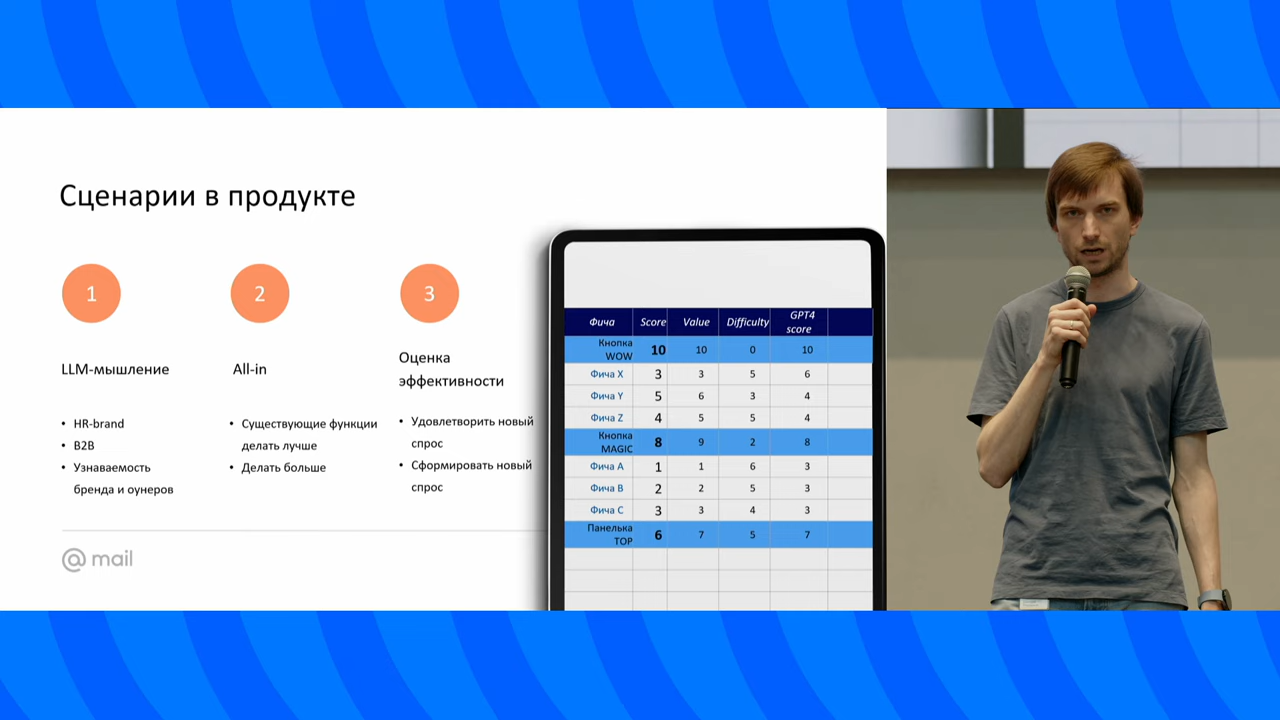 Сценарии в продукте
1
LLM-мышление
• HR-brand
• B2B
• Узнаваемость
бренда и оунеров
2
All-in
• Существующие функции
делать лучше
• Делать больше
3
Оценка
эффективности
• Удовлетворить новый
спрос
• Сформировать новый
спрос
@mail
Фича Score Value Difficulty GPT4 score
Кнопка WOW 10 10 0 10
Фича X 3 3 5 6
Фича Y 5 6 3 4
Фича Z 4 5 5 4
Кнопка MAGIC 8 9 2 8
Фича A 1 1 6 3
Фича B 2 2 5 3
Фича C 3 3 4 3
Панелька TOP 6 7 5 7